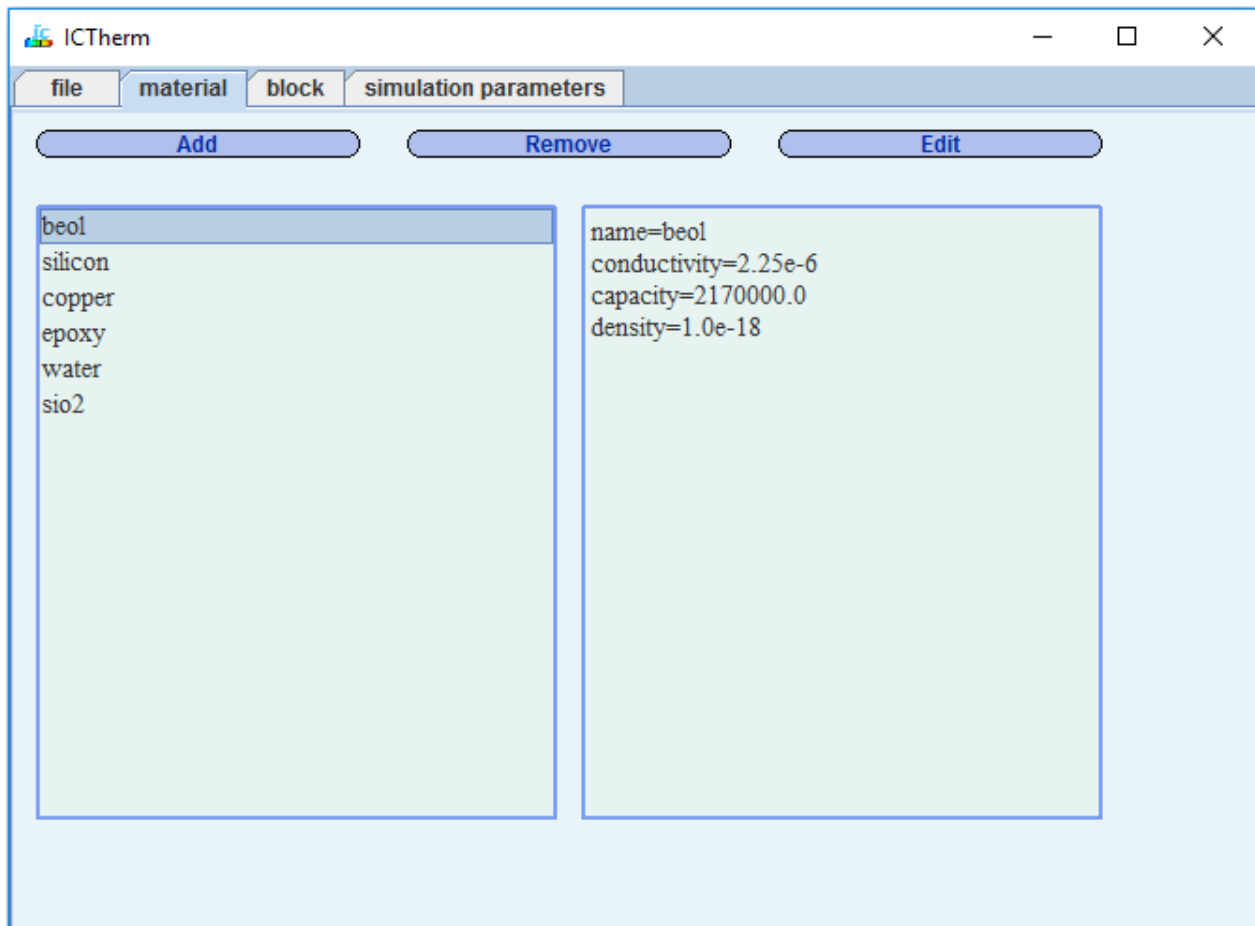 ICTherm
file material block simulation parameters
Add Remove Edit
beol
silicon
copper
epoxy
water
sio2
name=beol
conductivity=2.25e-6
capacity=2170000.0
density=1.0e-18